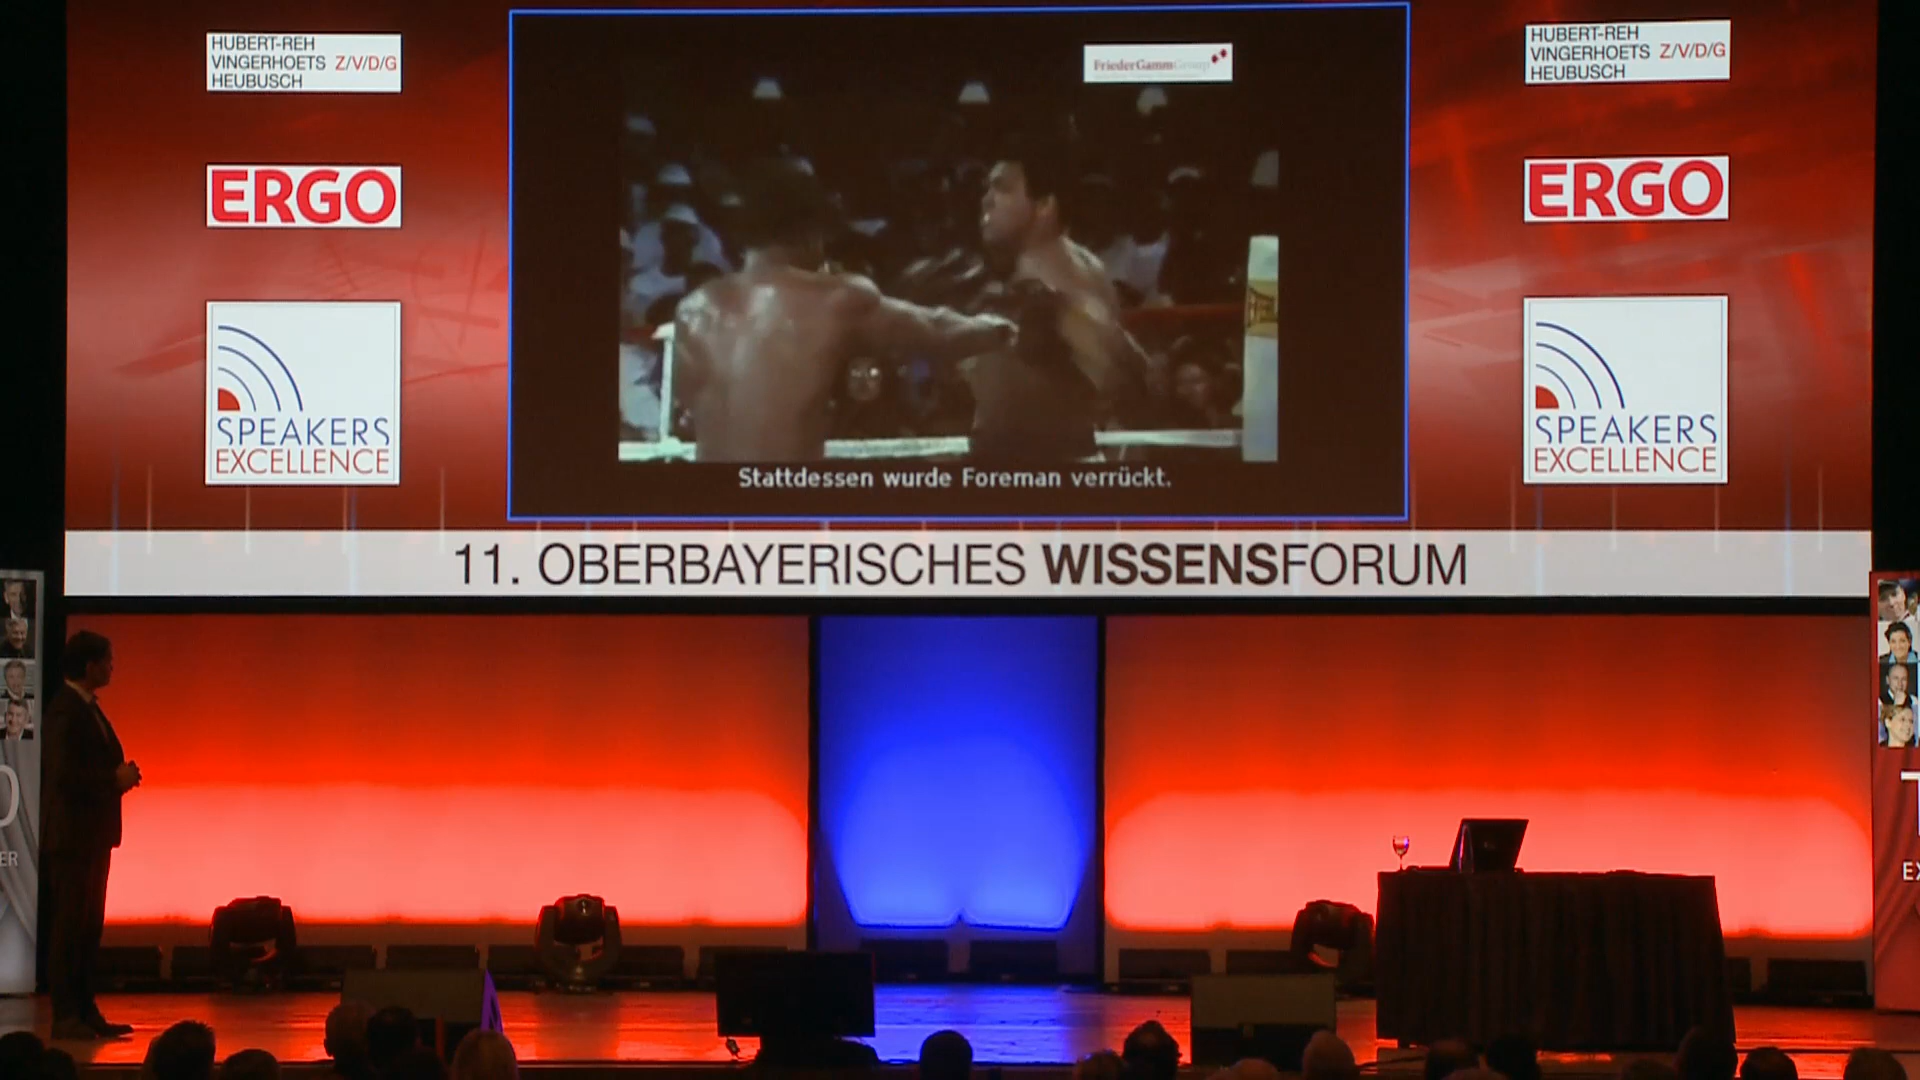 HUBERT-REH
VINGERHOETS Z/V/D/G
HEUBUSCH
ERGO
SPEAKERS
EXCELLENCE
FriederGammGroup
Stattdessen wurde Foreman verrückt.
HUBERT-REH
VINGERHOETS Z/V/D/G
HEUBUSCH
ERGO
SPEAKERS
EXCELLENCE
11. OBERBAYERISCHES WISSENSFORUM